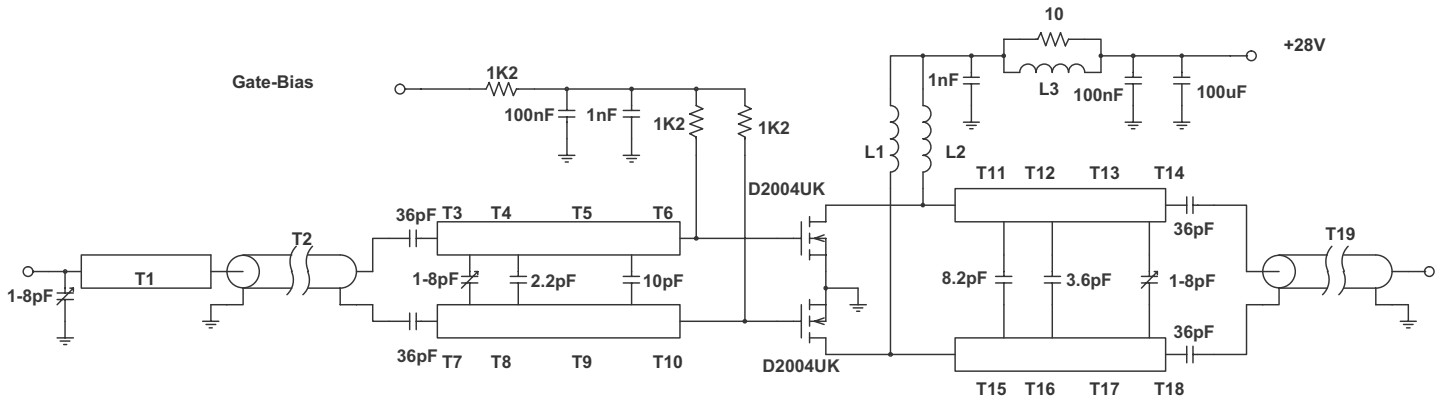 10
+28V
Gate-Bias
1K2
1nF
L3
100nF
100uF
100nF
1nF
1K2
1K2
L1
L2
D2004UK
T11
T12
T13
T14
36pF
T3
T4
T5
T6
36pF
T2
T19
T1
1-8pF
2.2pF
10pF
8.2pF
3.6pF
1-8pF
1-8pF
36pF
36pF
T7
T8
T9
T10
D2004UK
T15
T16
T17
T18